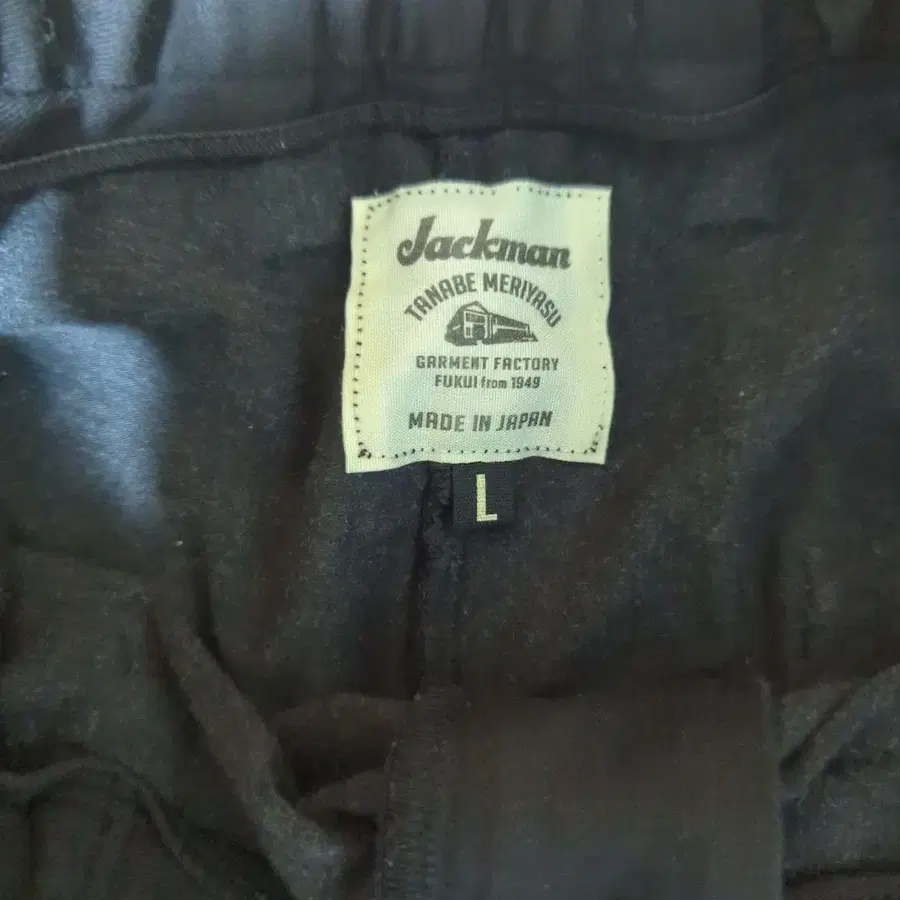 Jackman
TANABE MERIYASU
GARMENT FACTORY
FUKUI from 1949
MADE IN JAPAN
L